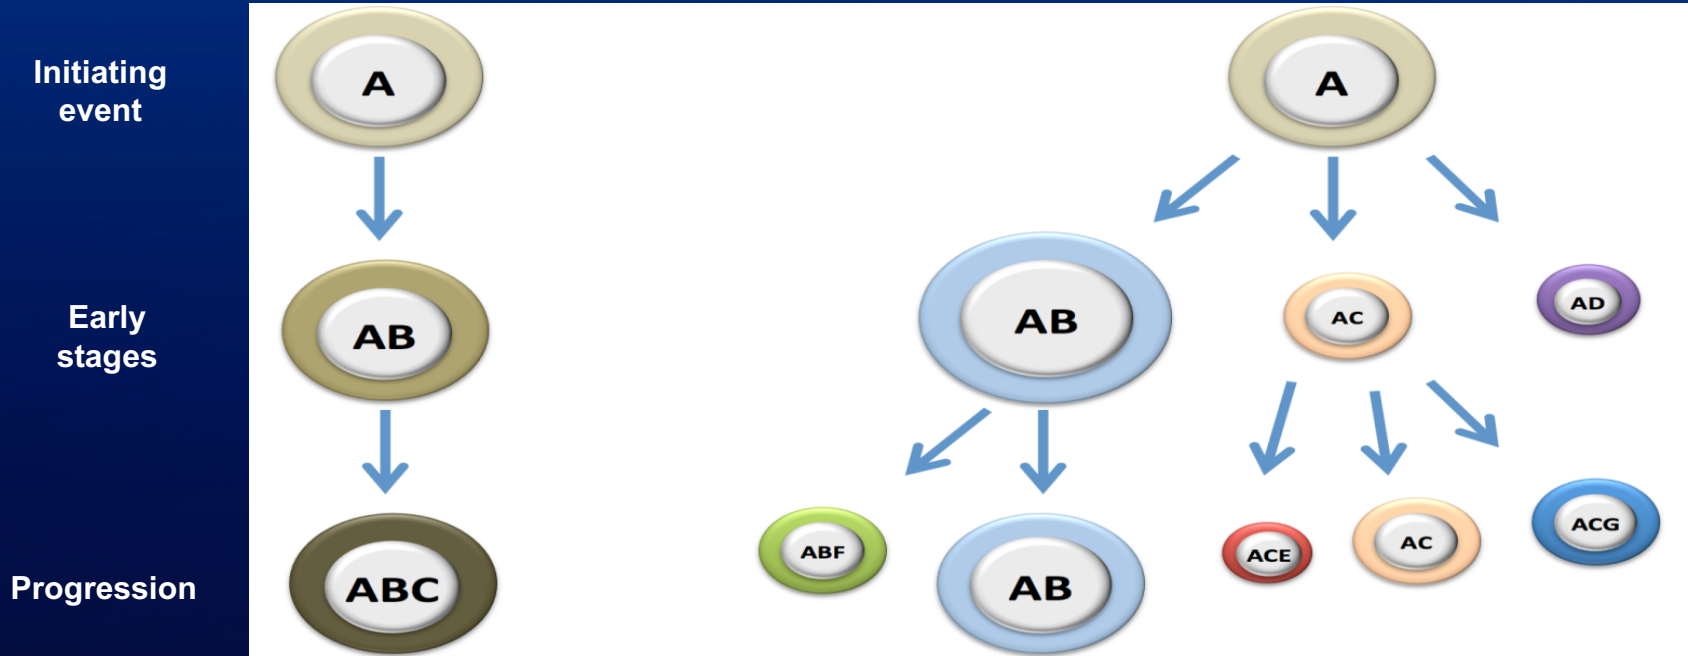 Initiating
event
A
A
Early
stages
AB
AB
AC
AD
Progression
ABC
ABF
AB
ACE
AC
ACG